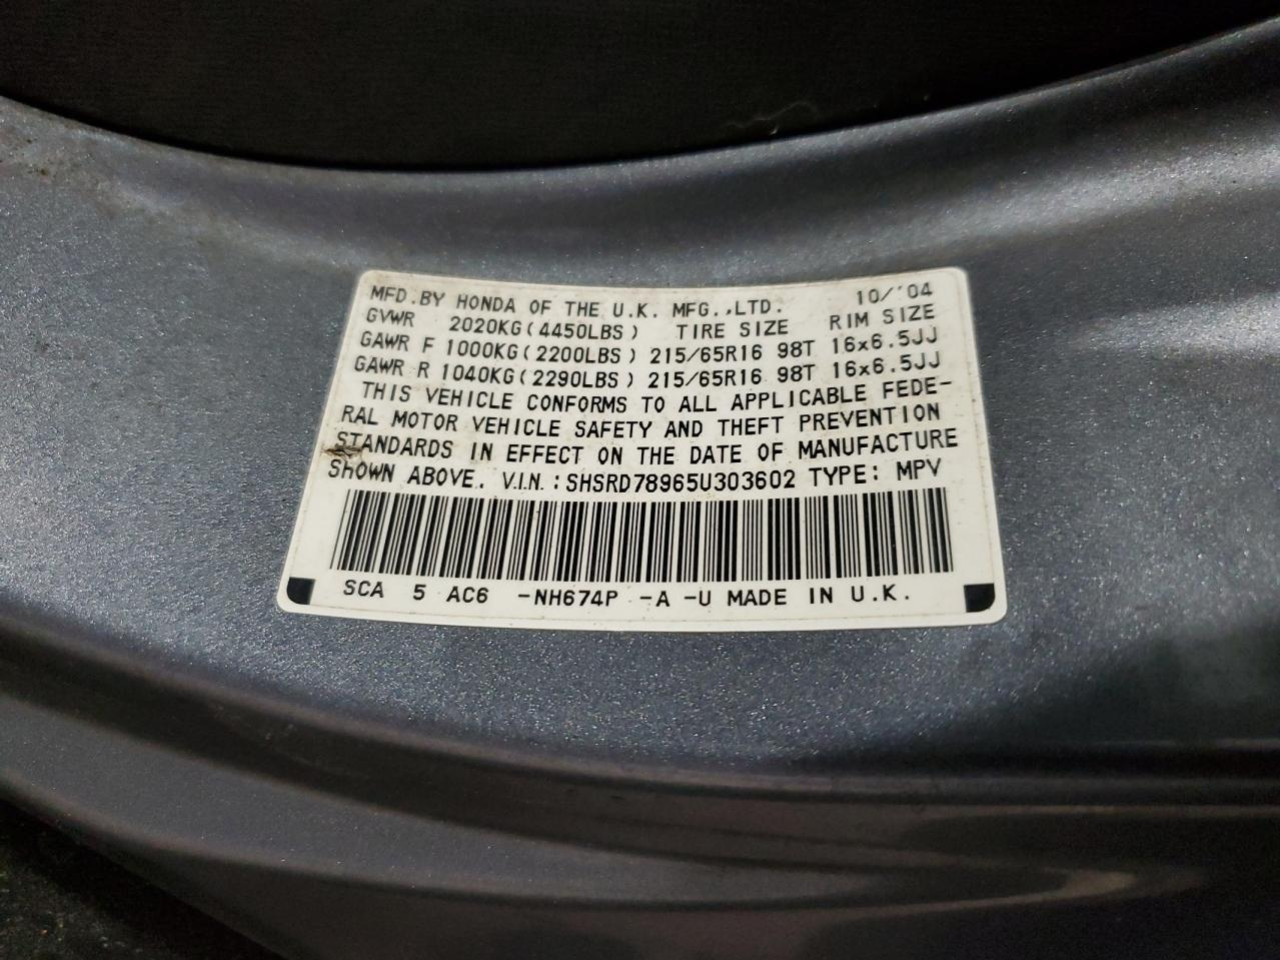 MFD.BY HONDA OF THE U.K. MFG.,LTD. 10/'04
GVWR 2020KG(4450LBS) TIRE SIZE RIM SIZE
GAWR F 1000KG(2200LBS) 215/65R16 98T 16x6.5JJ
GAWR R 1040KG(2290LBS) 215/65R16 98T 16x6.5JJ
THIS VEHICLE CONFORMS TO ALL APPLICABLE FEDE-
RAL MOTOR VEHICLE SAFETY AND THEFT PREVENTION
STANDARDS IN EFFECT ON THE DATE OF MANUFACTURE
SHOWN ABOVE. V.I.N.:SHSRD78965U303602 TYPE: MPV
SCA 5 AC6 -NH674P -A -U MADE IN U.K.